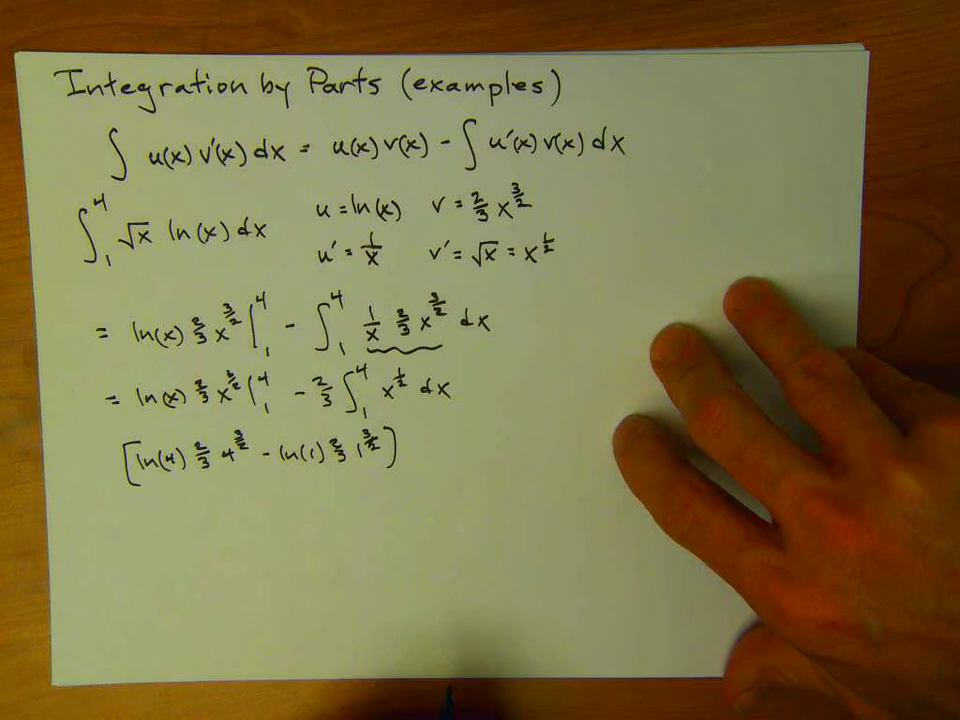 Integration by Parts (examples)
∫ u(x) v'(x) dx = u(x) v(x) - ∫ u'(x) v(x) dx
∫₁⁴ √x ln(x) dx u = ln(x) v = 2/3 x^(3/2)
u' = 1/x v' = √x = x^(1/2)
= ln(x) 2/3 x^(3/2) |₁⁴ - ∫₁⁴ 1/x 2/3 x^(3/2) dx
= ln(x) 2/3 x^(3/2) |₁⁴ - 2/3 ∫₁⁴ x^(1/2) dx
[ln(4) 2/3 4^(3/2) - ln(1) 2/3 1^(3/2)]